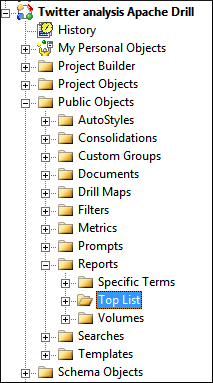 Twitter analysis Apache Drill
History
My Personal Objects
Project Builder
Project Objects
Public Objects
AutoStyles
Consolidations
Custom Groups
Documents
Drill Maps
Filters
Metrics
Prompts
Reports
Specific Terms
Top List
Volumes
Searches
Templates
Schema Objects